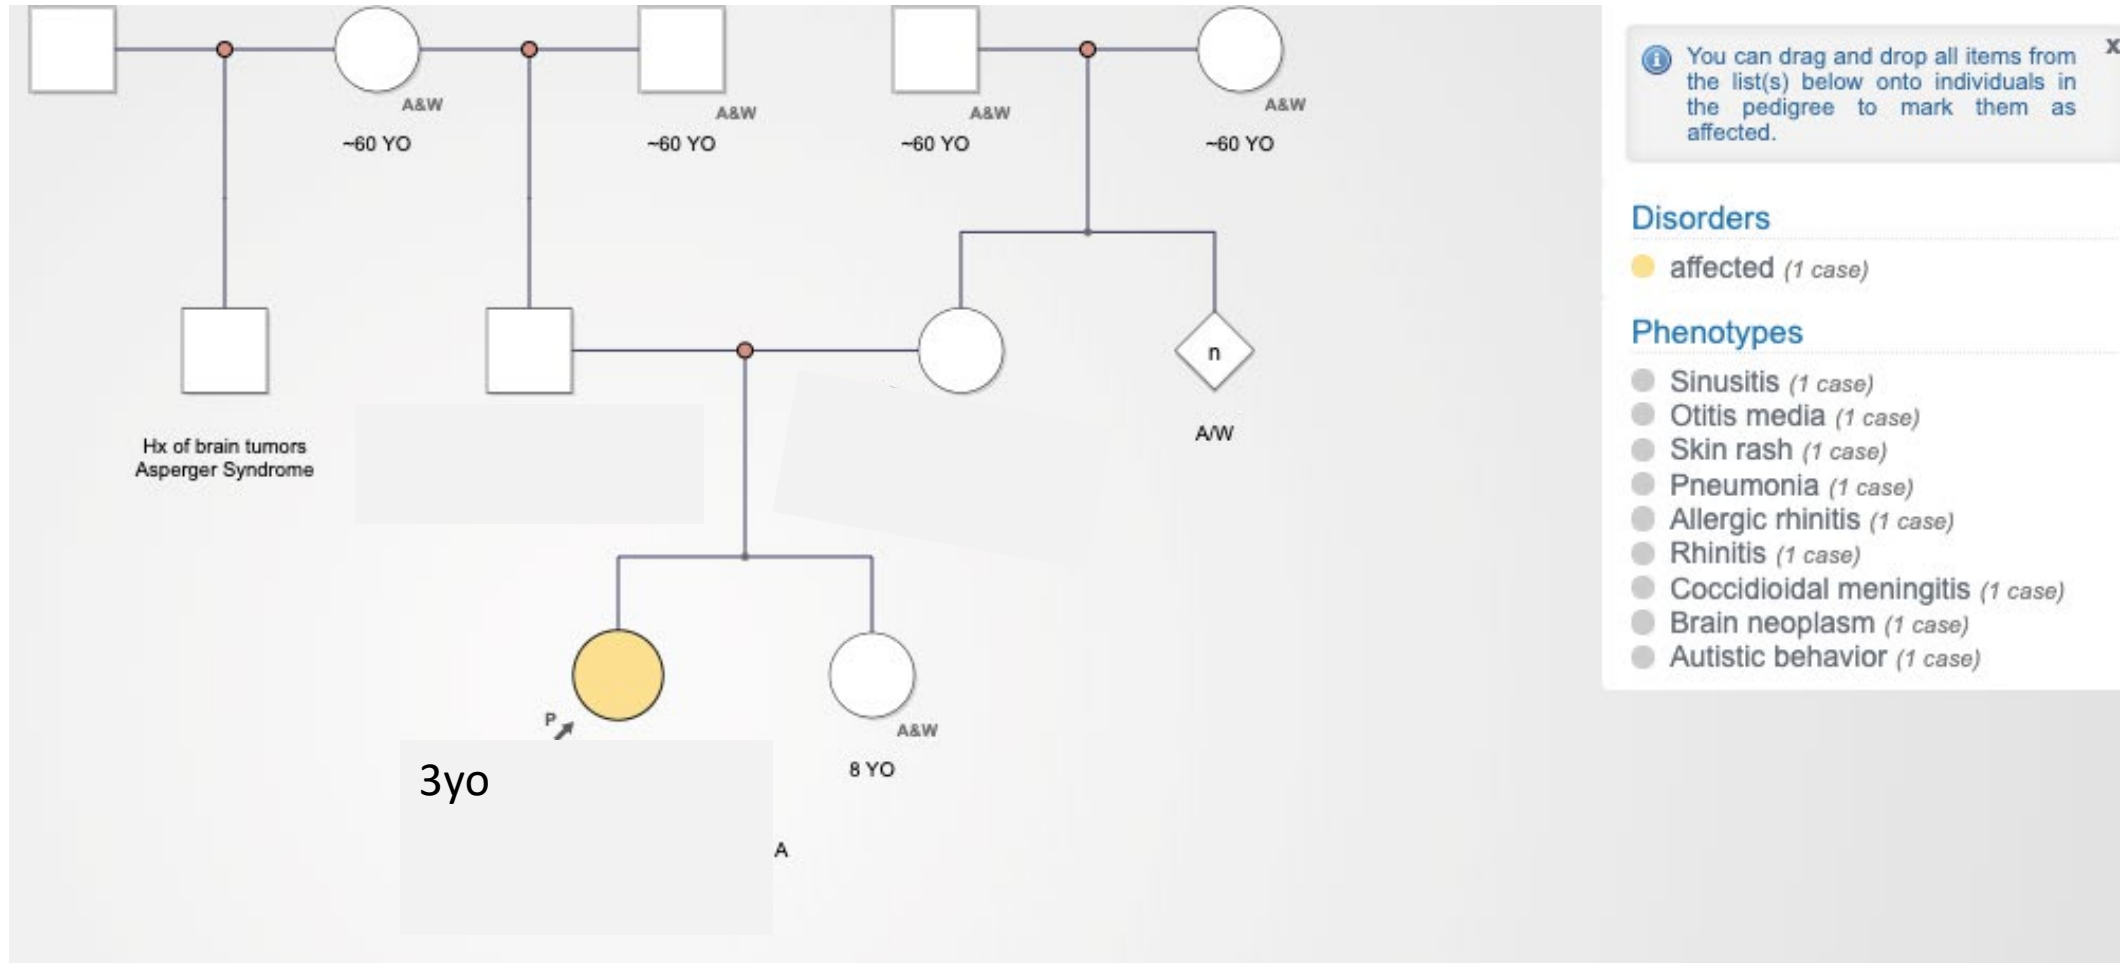 A&W
A&W
A&W
A&W
~60 YO
~60 YO
~60 YO
~60 YO
n
Hx of brain tumors
Asperger Syndrome
A/W
P
A&W
3yo
8 YO
A
x
You can drag and drop all items from
the list(s) below onto individuals in
the pedigree to mark them as
affected.
Disorders
affected (1 case)
Phenotypes
Sinusitis (1 case)
Otitis media (1 case)
Skin rash (1 case)
Pneumonia (1 case)
Allergic rhinitis (1 case)
Rhinitis (1 case)
Coccidioidal meningitis (1 case)
Brain neoplasm (1 case)
Autistic behavior (1 case)